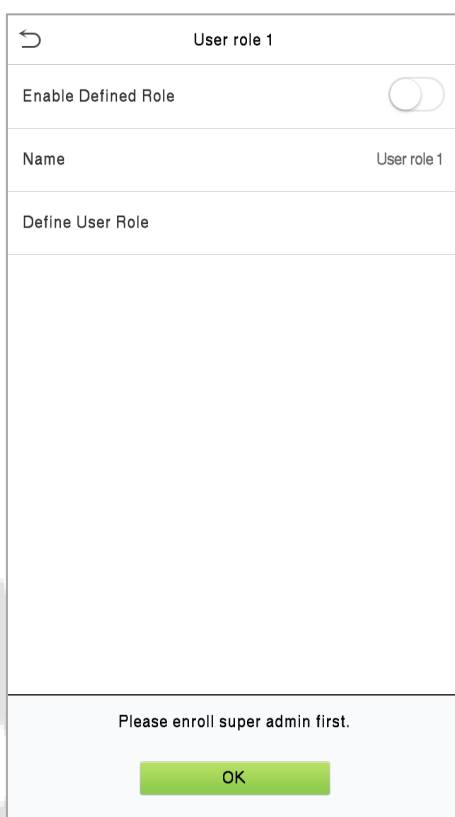 User role 1
Enable Defined Role
Name User role 1
Define User Role
Please enroll super admin first.
OK